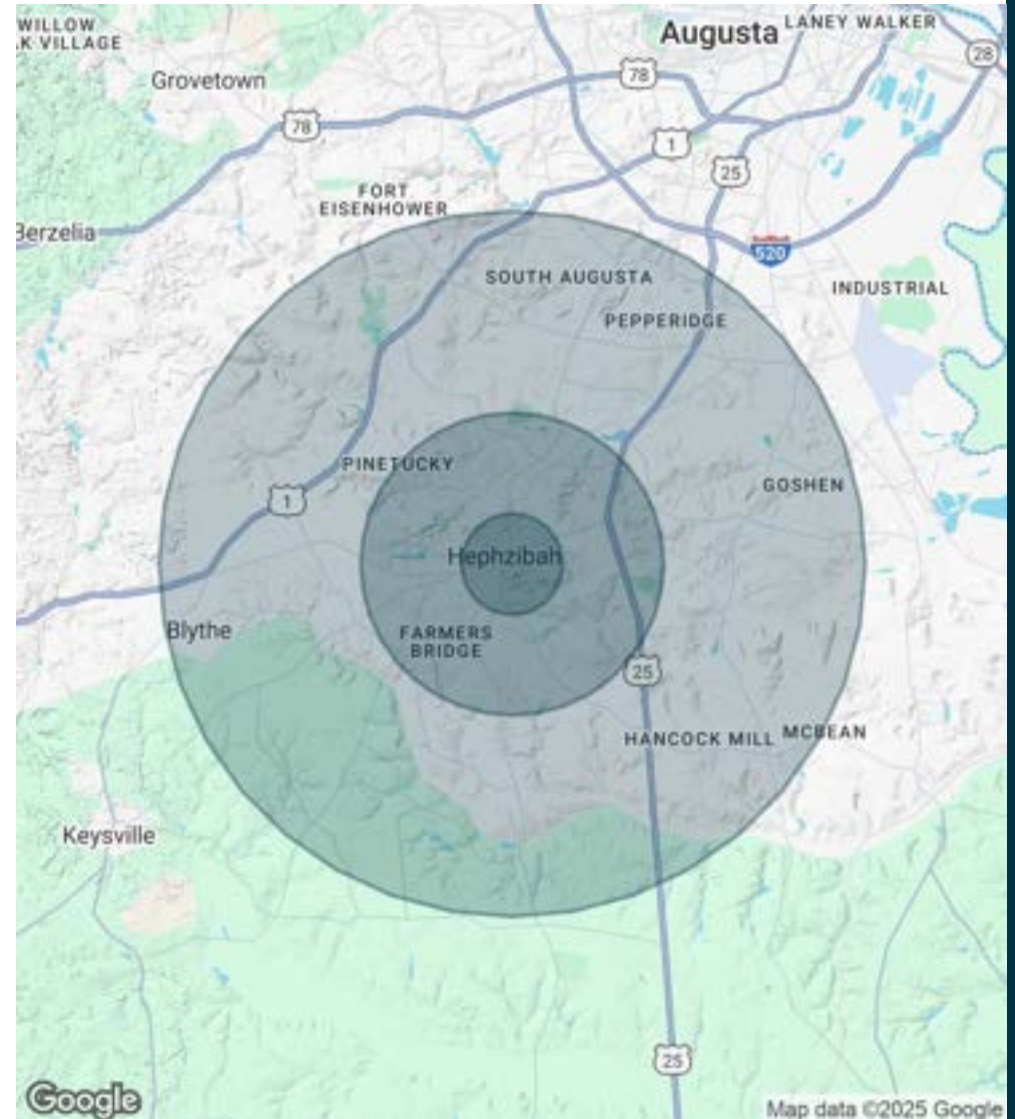 WILLOW
K VILLAGE
Augusta
LANEY WALKER
28
Grovetown
78
78
1
25
FORT
EISENHOWER
Berzelia
520
SOUTH AUGUSTA
INDUSTRIAL
PEPPERIDGE
PINETUCKY
GOSHEN
1
Hephzibah
Blythe
FARMERS
BRIDGE
25
HANCOCK MILL
MCBEAN
Keysville
25
Google
Map data ©2025 Google